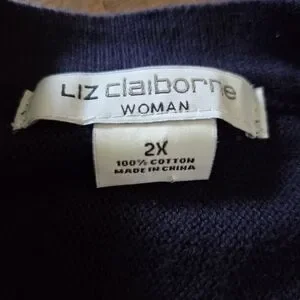 LIZ claiborne
WOMAN
2X
100% COTTON
MADE IN CHINA